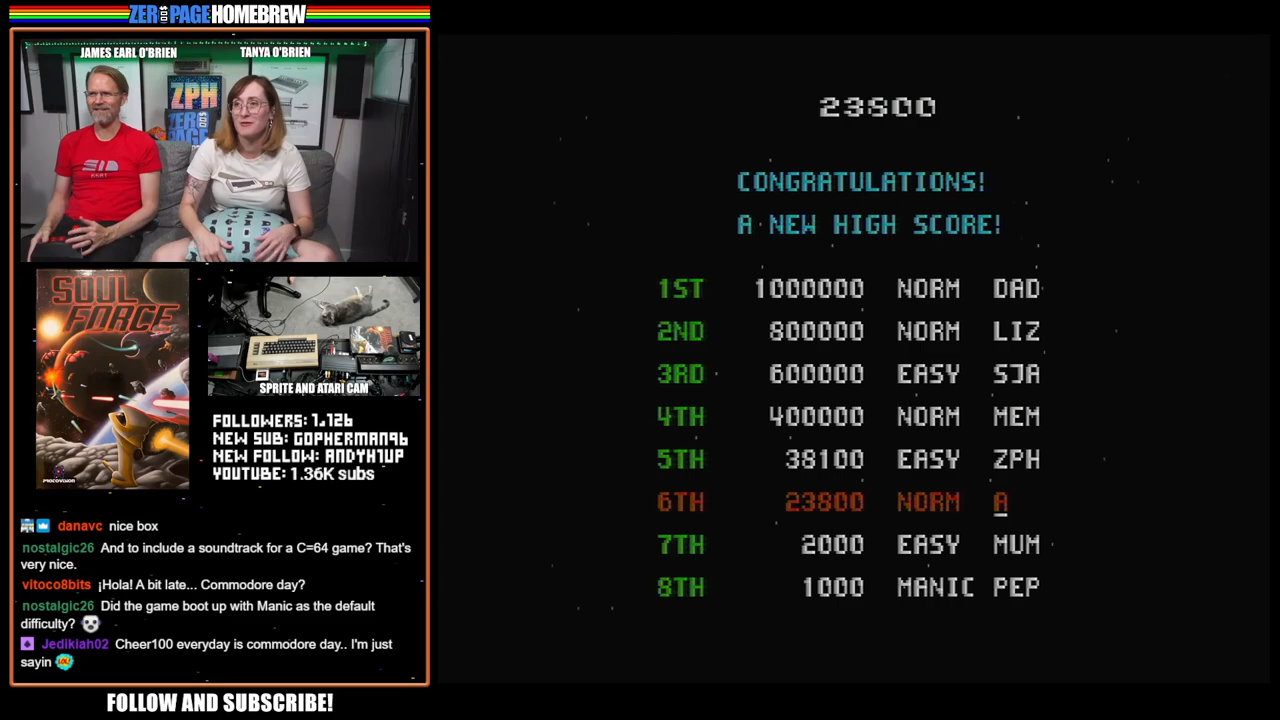 ZERO PAGE HOMEBREW
JAMES EARL O'BRIEN
TANYA O'BRIEN
ZPH
ZERO
PAGE
SOUL
FORCE
SPRITE AND ATARI CAM
FOLLOWERS: 1,126
NEW SUB: GOPHERMAN96
NEW FOLLOW: ANDYH1UP
YOUTUBE: 1.36K subs
danavc nice box
nostalgic26 And to include a soundtrack for a C=64 game? That's
very nice.
vitoco8bits ¡Hola! A bit late... Commodore day?
nostalgic26 Did the game boot up with Manic as the default
difficulty?
Jedikiah02 Cheer100 everyday is commodore day.. I'm just
sayin
FOLLOW AND SUBSCRIBE!
23800
CONGRATULATIONS!
A NEW HIGH SCORE!
1ST 1000000 NORM DAD
2ND 800000 NORM LIZ
3RD 600000 EASY SJA
4TH 400000 NORM MEM
5TH 38100 EASY ZPH
6TH 23800 NORM A
7TH 2000 EASY MUM
8TH 1000 MANIC PEP